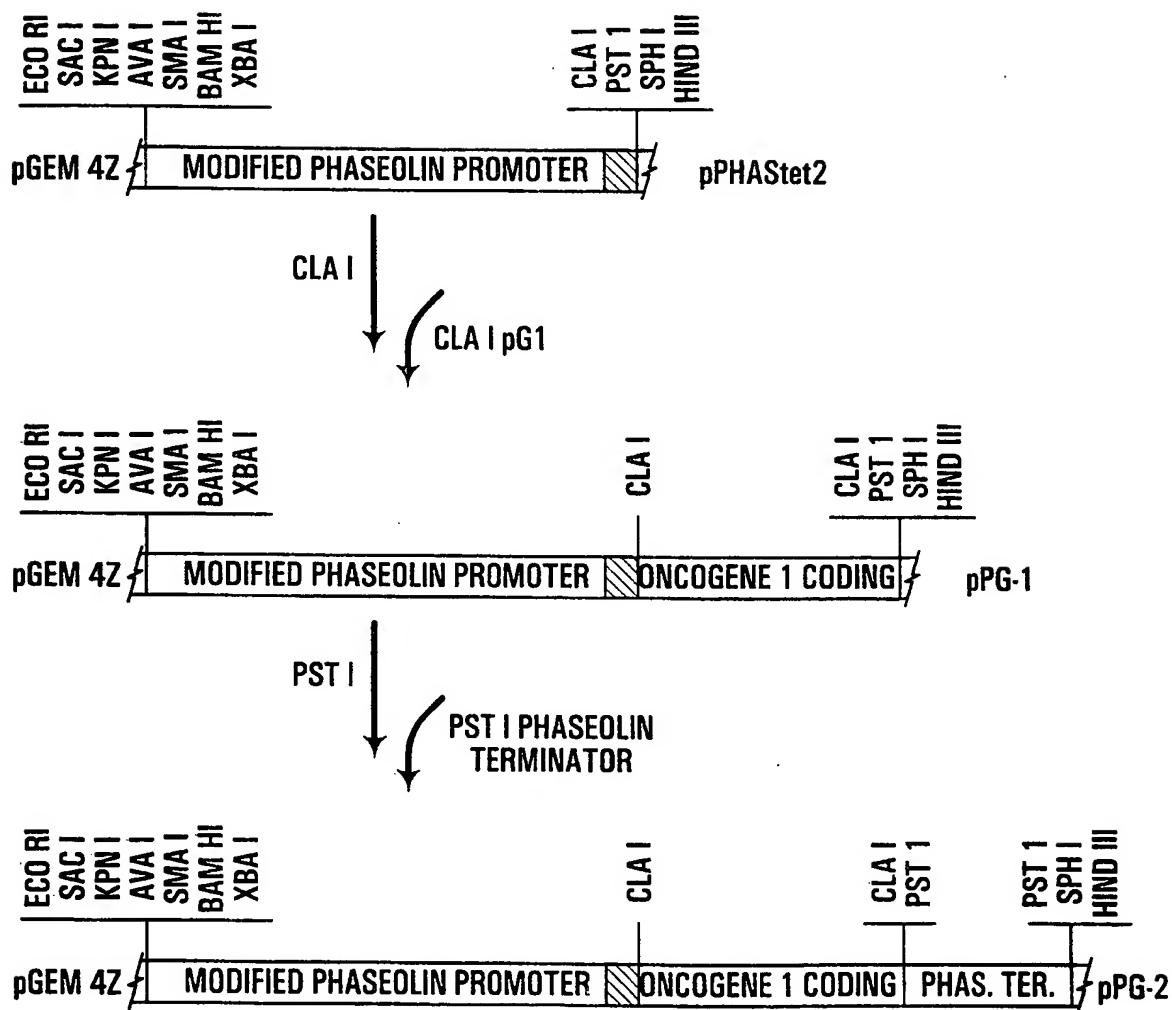 ECO RI
SAC I
KPN I
AVA I
SMA I
BAM HI
XBA I
CLA I
PST 1
SPH I
HIND III
pGEM 4Z
MODIFIED PHASEOLIN PROMOTER
pPHAStet2
CLA I
CLA I pG1
ECO RI
SAC I
KPN I
AVA I
SMA I
BAM HI
XBA I
CLA I
CLA I
PST 1
SPH I
HIND III
pGEM 4Z
MODIFIED PHASEOLIN PROMOTER
ONCOGENE 1 CODING
pPG-1
PST I
PST I PHASEOLIN
TERMINATOR
ECO RI
SAC I
KPN I
AVA I
SMA I
BAM HI
XBA I
CLA I
CLA I
PST 1
PST 1
SPH I
HIND III
pGEM 4Z
MODIFIED PHASEOLIN PROMOTER
ONCOGENE 1 CODING
PHAS. TER.
pPG-2